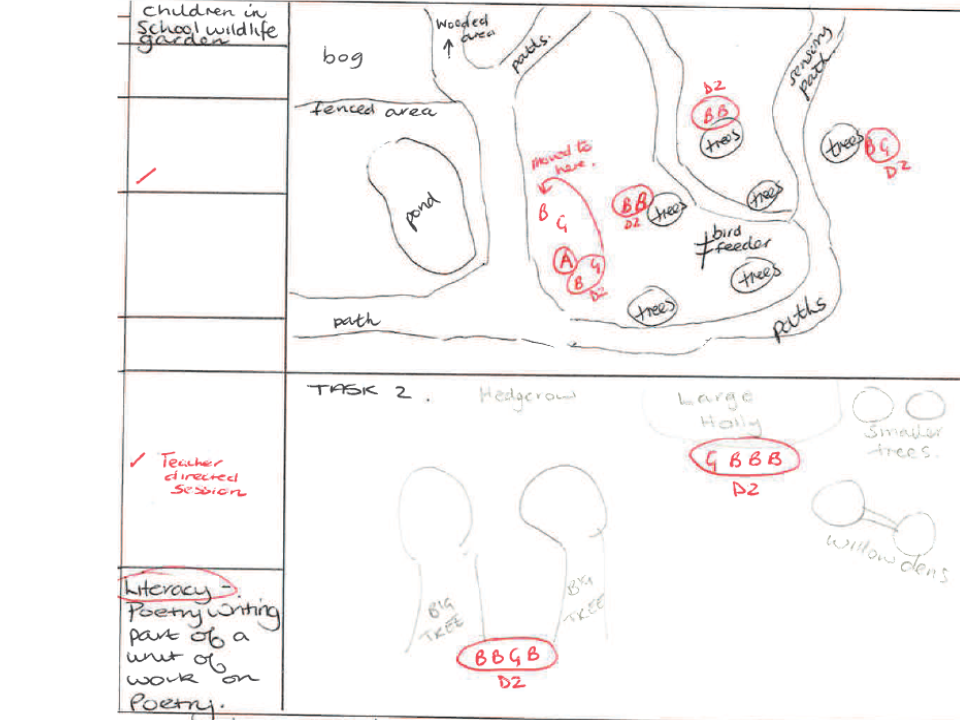 children in
School wildlife
garden
Teacher
directed
Session
Literacy -
Poetry writing
part of a
unit of
work on
Poetry.
bog
Wooded
area
paths.
sensory
path.
fenced area
pond
moved to
here.
B
G
A
B G
D2
BB
D2
trees
D2
BB
trees
trees
BG
D2
trees
bird
feeder
trees
trees
path
paths
TASK 2.
Hedgerow
Large
Holly
G B B B
D2
Smaller
trees.
Willow dens
BIG
TREE
BIG
TREE
B B G B
D2